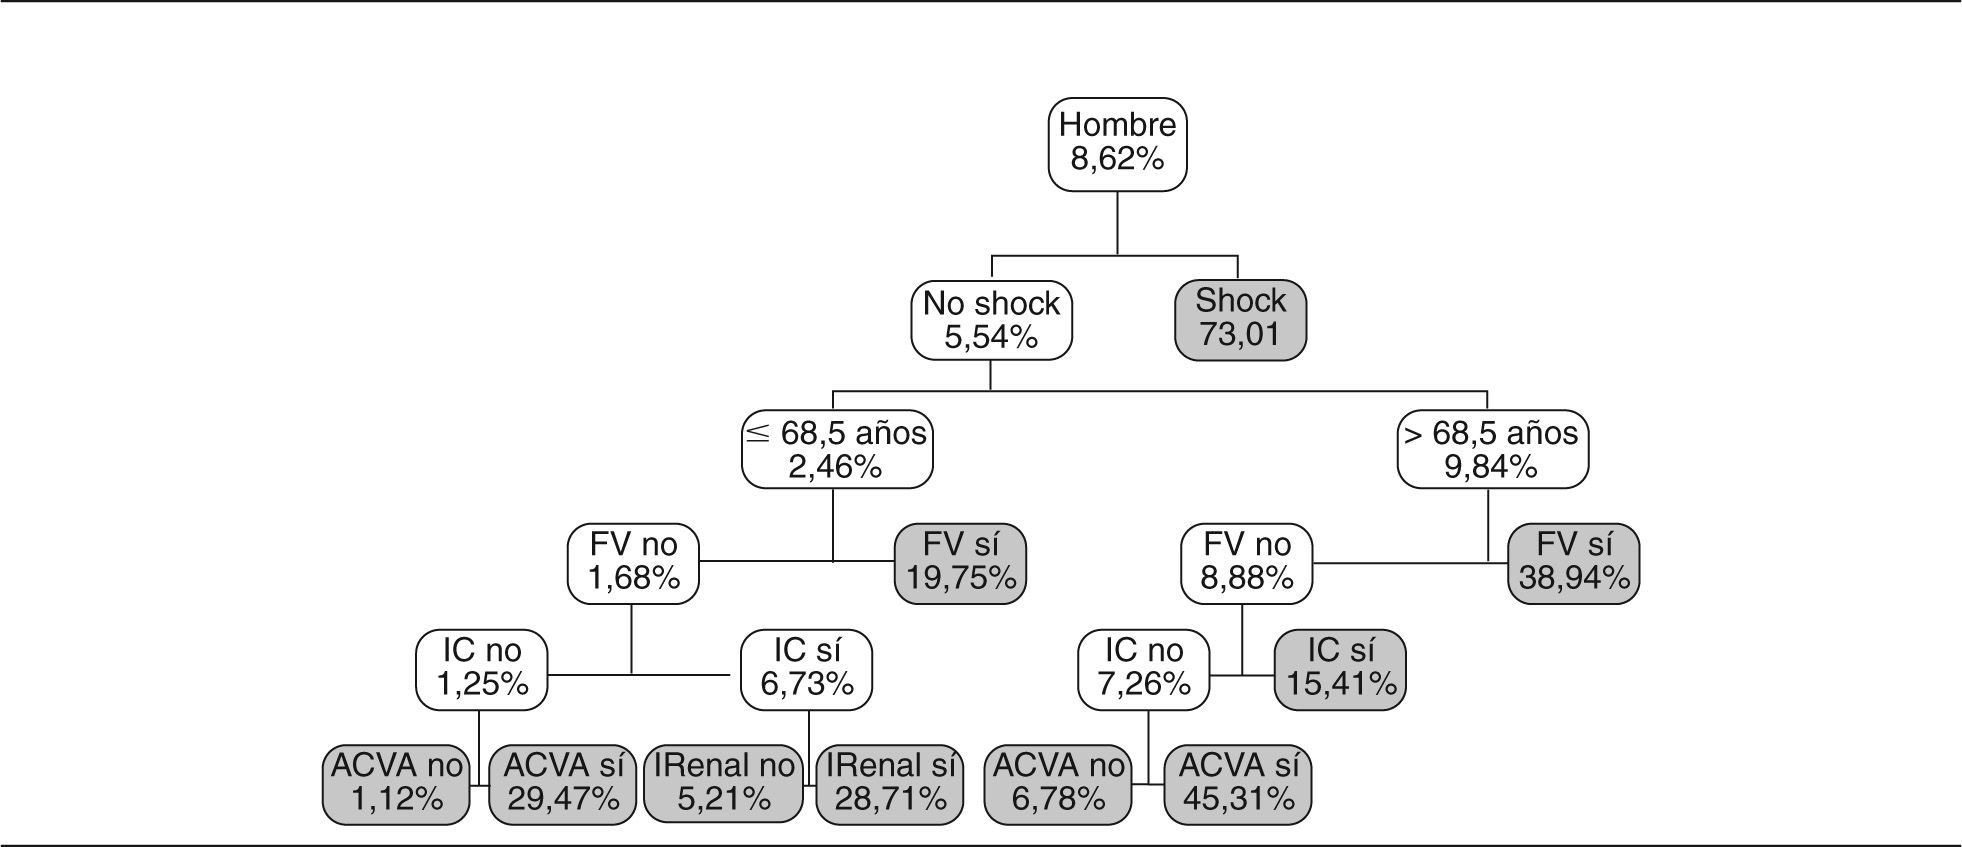 Hombre
8,62%
No shock
5,54%
Shock
73,01
≤ 68,5 años
2,46%
> 68,5 años
9,84%
FV no
1,68%
FV sí
19,75%
FV no
8,88%
FV sí
38,94%
IC no
1,25%
IC sí
6,73%
IC no
7,26%
IC sí
15,41%
ACVA no
1,12%
ACVA sí
29,47%
IRenal no
5,21%
IRenal sí
28,71%
ACVA no
6,78%
ACVA sí
45,31%